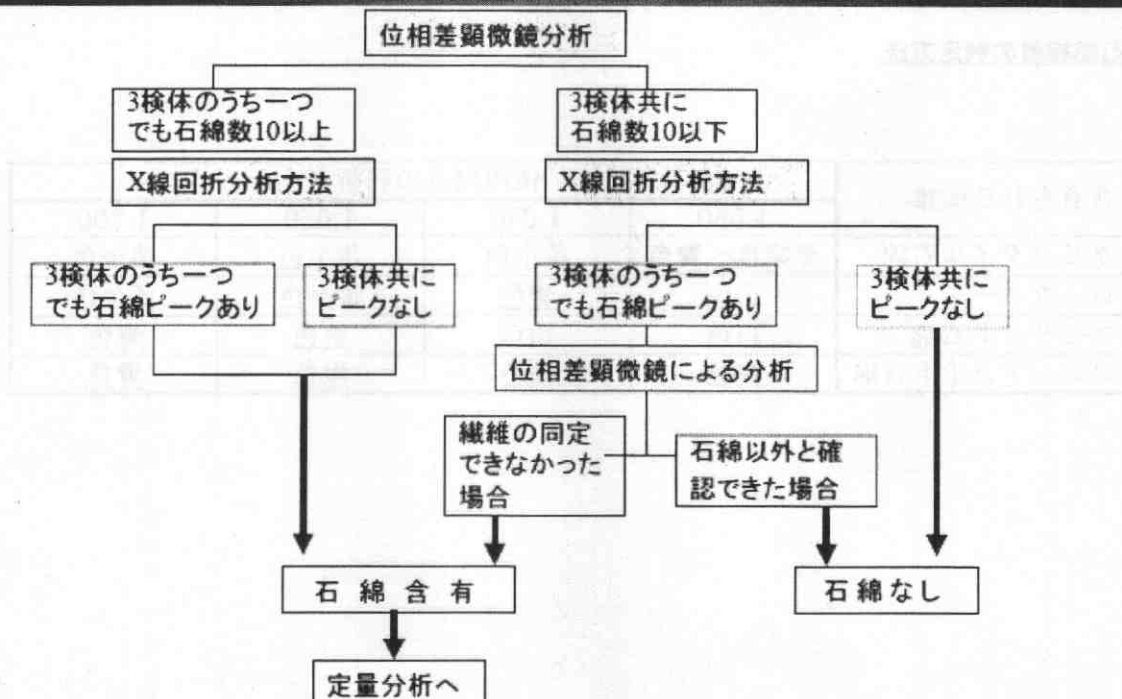 位相差顕微鏡分析
3検体のうち一つ
でも石綿数10以上
3検体共に
石綿数10以下
X線回折分析方法
X線回折分析方法
3検体のうち一つ
でも石綿ピークあり
3検体共に
ピークなし
3検体のうち一つ
でも石綿ピークあり
3検体共に
ピークなし
位相差顕微鏡による分析
繊維の同定
できなかった
場合
石綿以外と確
認できた場合
石綿含有
石綿なし
定量分析へ